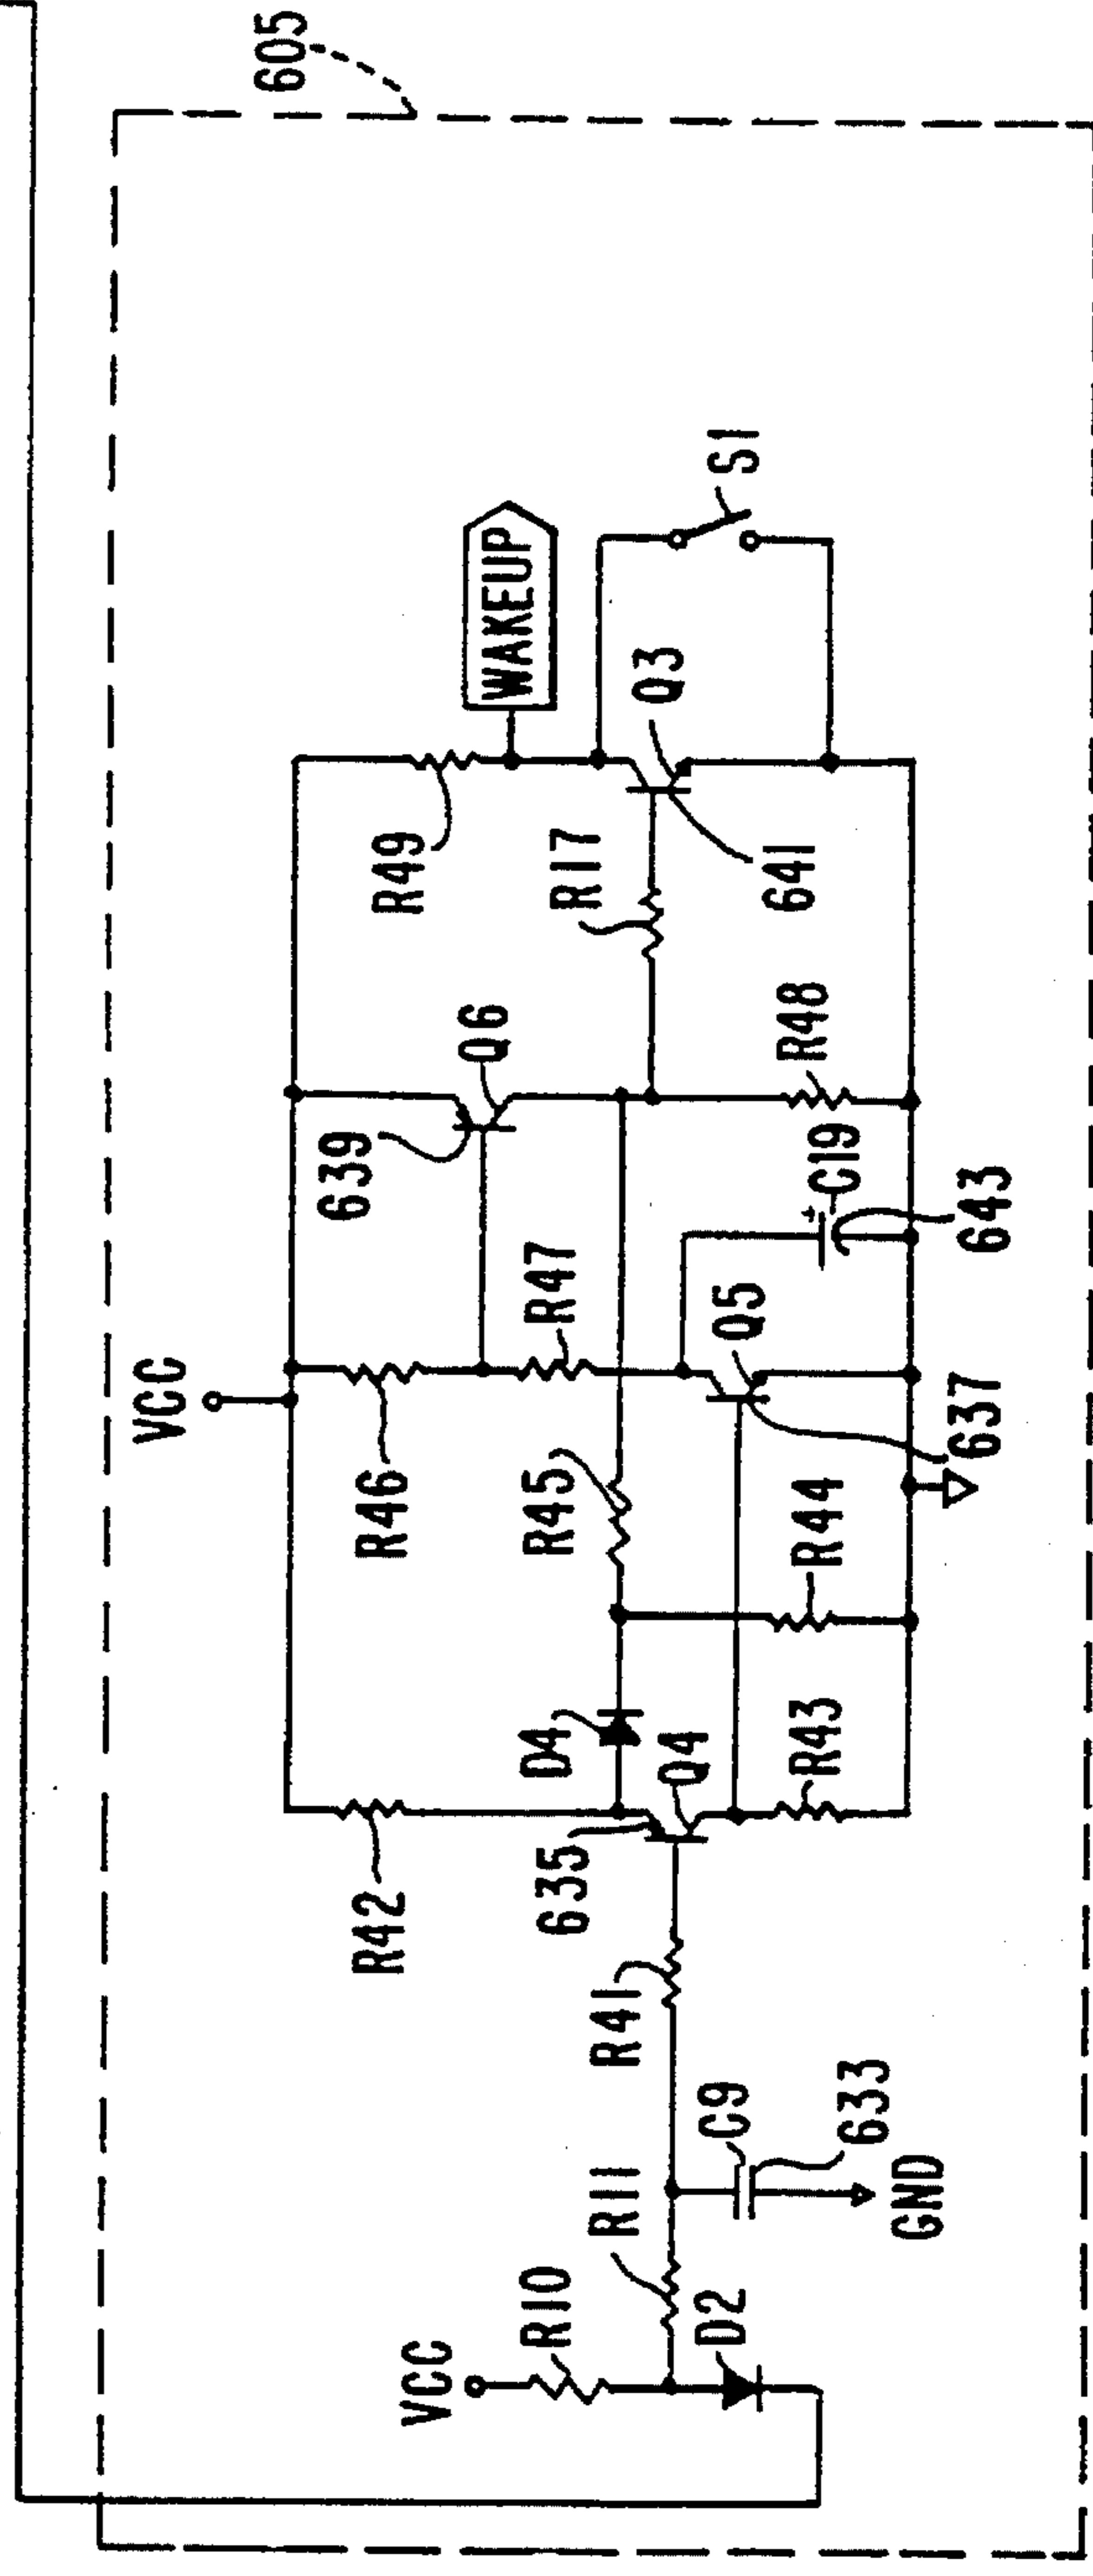 605
VCC
R10
R11
D2
C9
633
GND
R41
R42
635
Q4
D4
R43
R44
R45
R46
VCC
R47
Q5
637
C19
643
639
Q6
R48
R17
R49
Q3
641
WAKEUP
S1
+